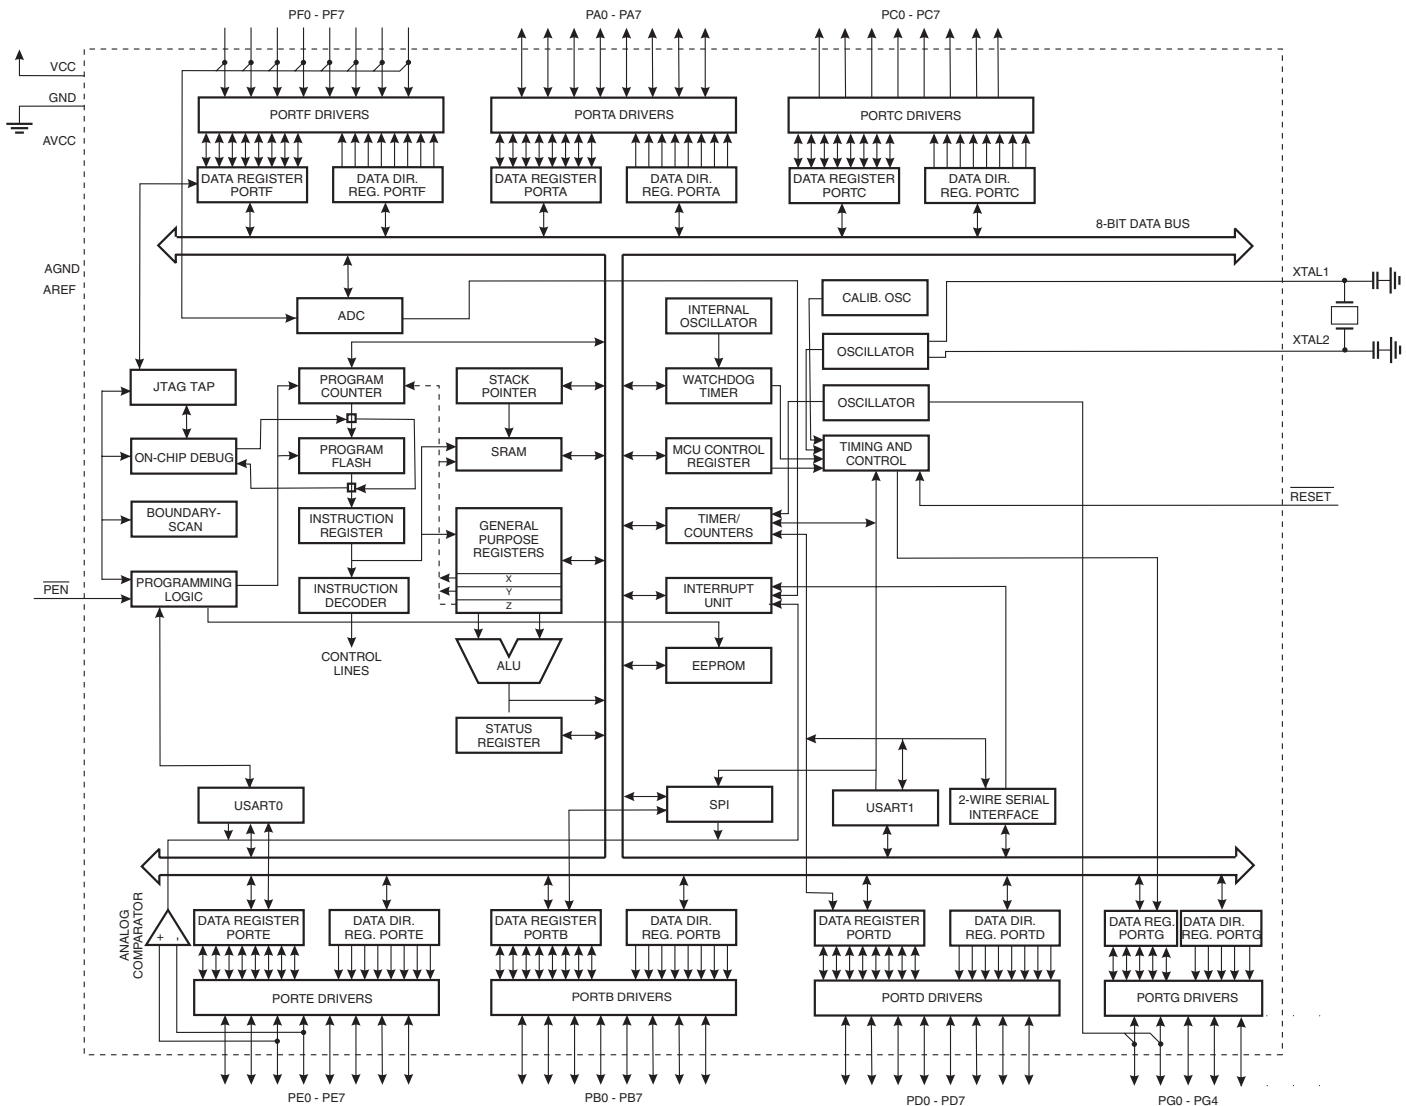 PF0 - PF7
PA0 - PA7
PC0 - PC7
VCC
GND
AVCC
PORTF DRIVERS
PORTA DRIVERS
PORTC DRIVERS
DATA REGISTER
PORTF
DATA DIR.
REG. PORTF
DATA REGISTER
PORTA
DATA DIR.
REG. PORTA
DATA REGISTER
PORTC
DATA DIR.
REG. PORTC
8-BIT DATA BUS
AGND
AREF
XTAL1
XTAL2
ADC
INTERNAL
OSCILLATOR
CALIB. OSC
OSCILLATOR
JTAG TAP
PROGRAM
COUNTER
STACK
POINTER
WATCHDOG
TIMER
OSCILLATOR
ON-CHIP DEBUG
PROGRAM
FLASH
SRAM
MCU CONTROL
REGISTER
TIMING AND
CONTROL
RESET
BOUNDARY-
SCAN
INSTRUCTION
REGISTER
GENERAL
PURPOSE
REGISTERS
X
Y
Z
TIMER/
COUNTERS
PEN
PROGRAMMING
LOGIC
INSTRUCTION
DECODER
INTERRUPT
UNIT
CONTROL
LINES
ALU
EEPROM
STATUS
REGISTER
USART0
SPI
USART1
2-WIRE SERIAL
INTERFACE
ANALOG
COMPARATOR
+
-
DATA REGISTER
PORTE
DATA DIR.
REG. PORTE
DATA REGISTER
PORTB
DATA DIR.
REG. PORTB
DATA REGISTER
PORTD
DATA DIR.
REG. PORTD
DATA REG.
PORTG
DATA DIR.
REG. PORTG
PORTE DRIVERS
PORTB DRIVERS
PORTD DRIVERS
PORTG DRIVERS
PE0 - PE7
PB0 - PB7
PD0 - PD7
PG0 - PG4